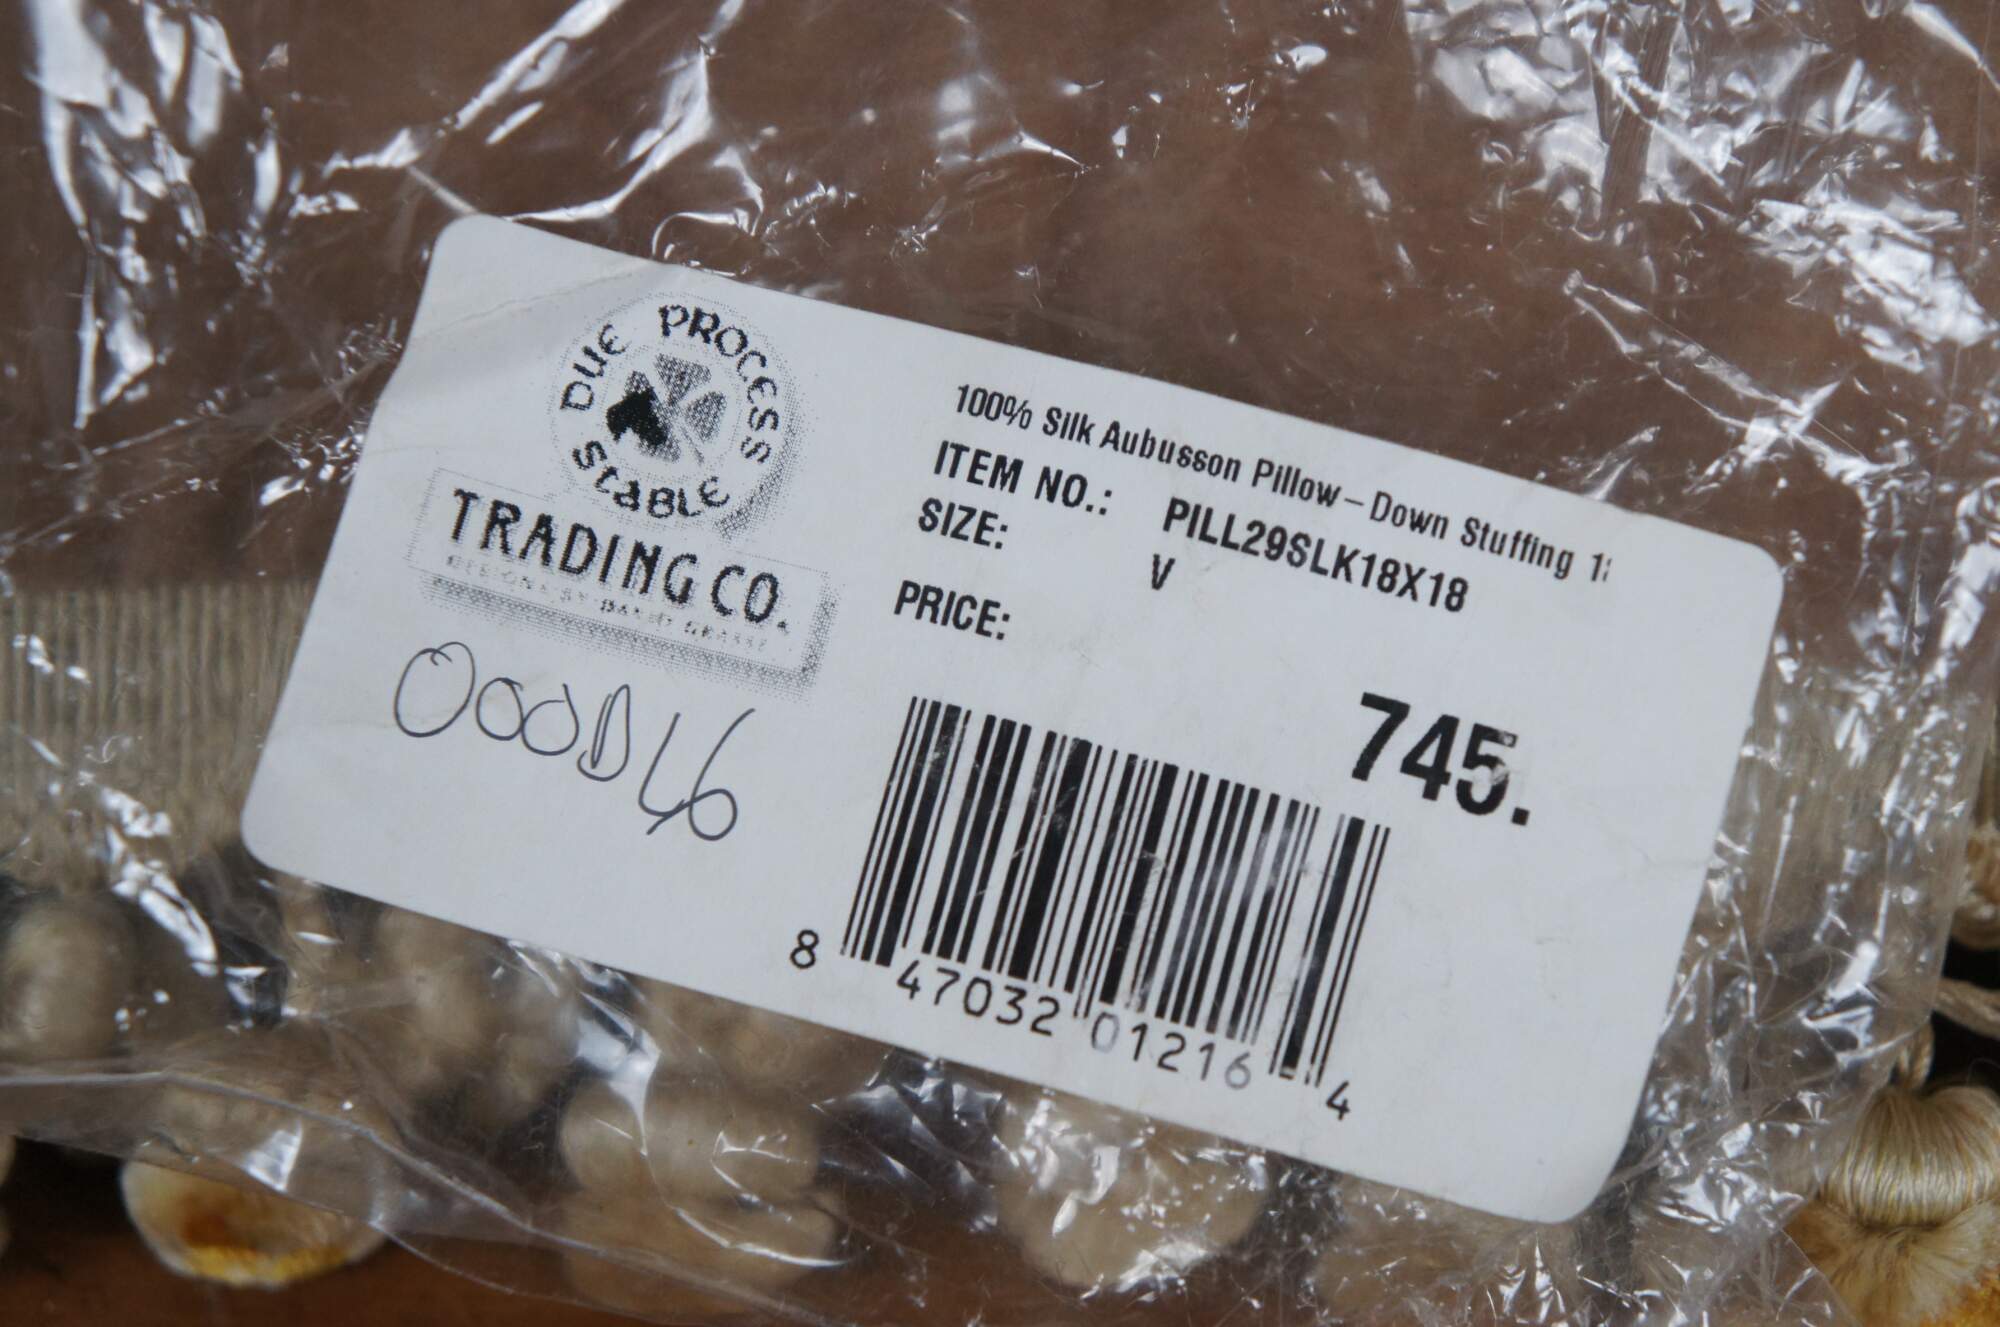 DUE PROCESS
STABLE
TRADING CO.
100% Silk Aubusson Pillow–Down Stuffing
ITEM NO.: PILL29SLK18X18
SIZE: V
PRICE:
745.
8 47032 01216 4